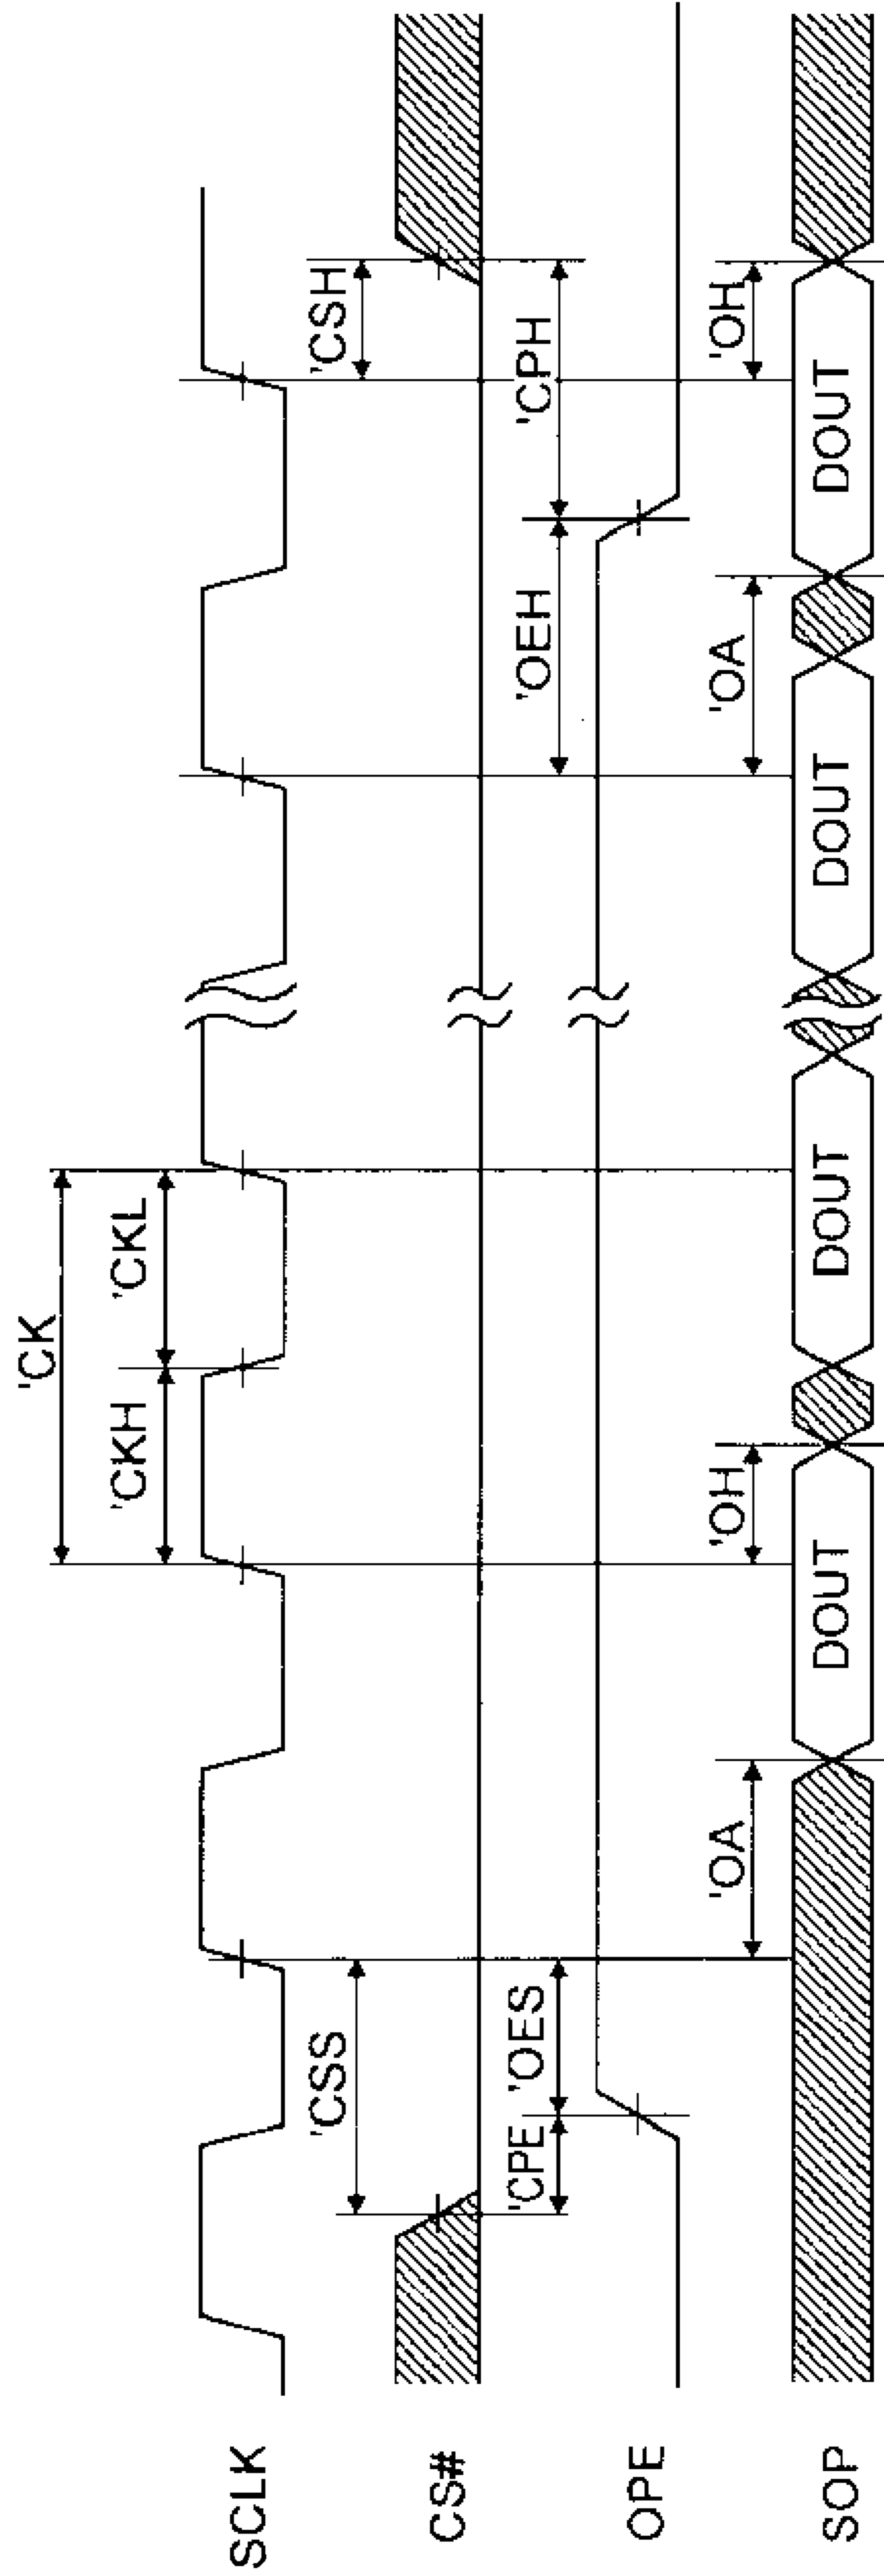 'CK
'CKH
'CKL
SCLK
'CSS
'CSH
CS#
'CPE
'OES
'OEH
'CPH
OPE
'OA
'OH
'OA
'OH
SOP
DOUT
DOUT
DOUT
DOUT